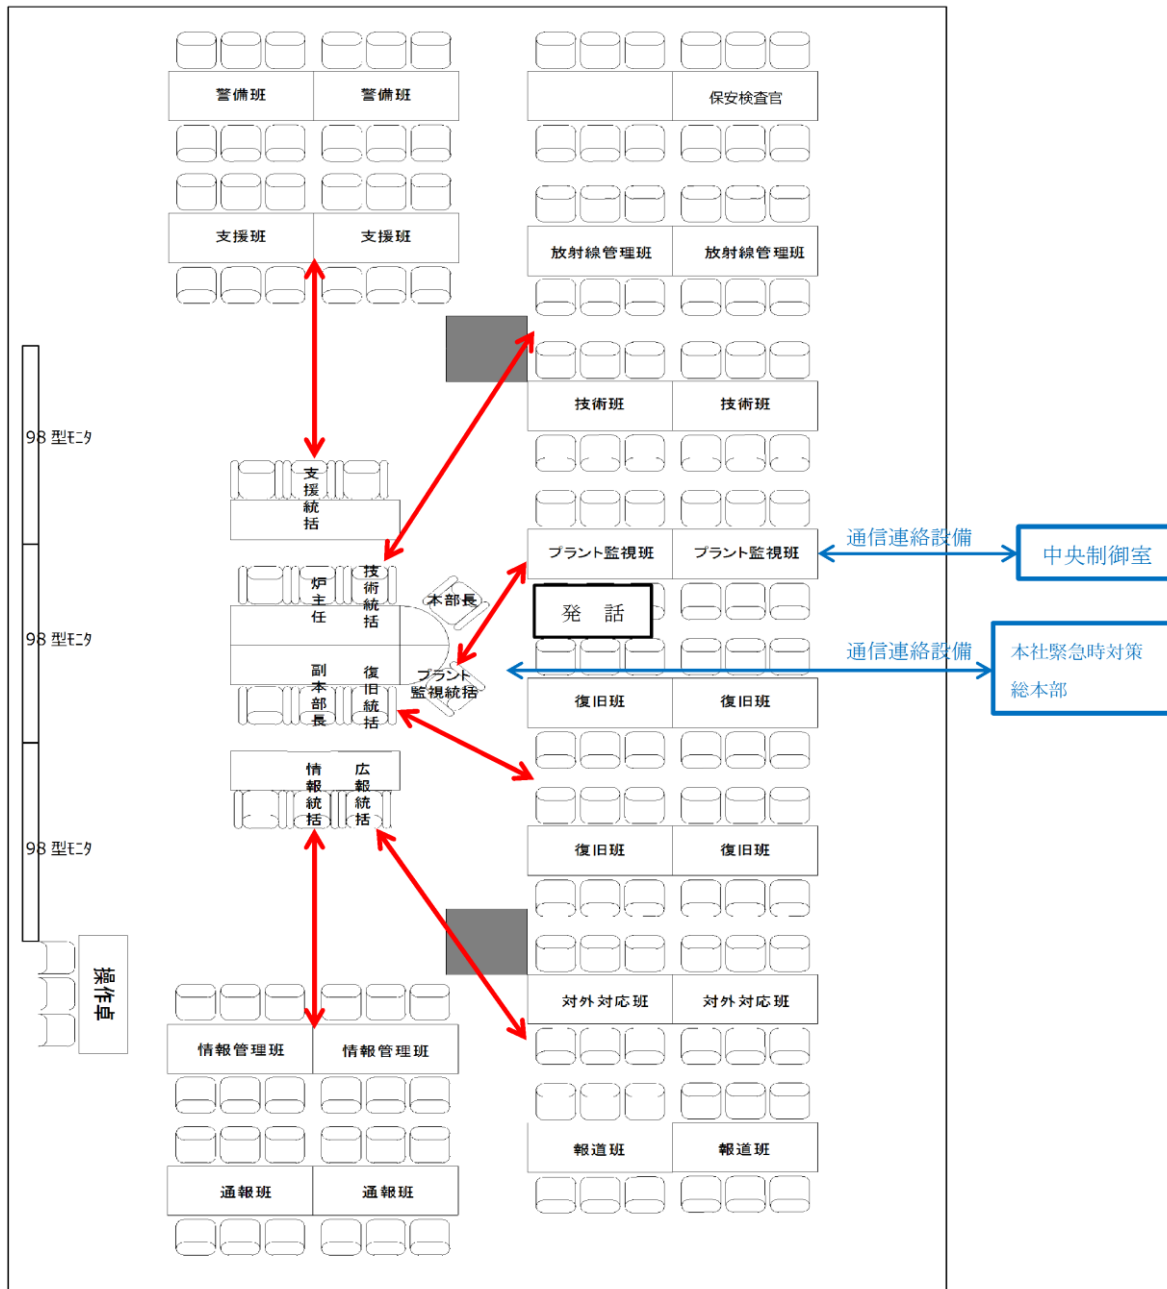 警備班
警備班
保安検査官
支援班
支援班
放射線管理班
放射線管理班
技術班
技術班
98 型モニタ
支援統括
プラント監視班
プラント監視班
通信連絡設備
中央制御室
炉主任
技術統括
本部長
発 話
98 型モニタ
副本部長
復旧統括
プラント
監視統括
通信連絡設備
本社緊急時対策
総本部
復旧班
復旧班
情報統括
広報統括
98 型モニタ
復旧班
復旧班
操作卓
対外対応班
対外対応班
情報管理班
情報管理班
報道班
報道班
通報班
通報班